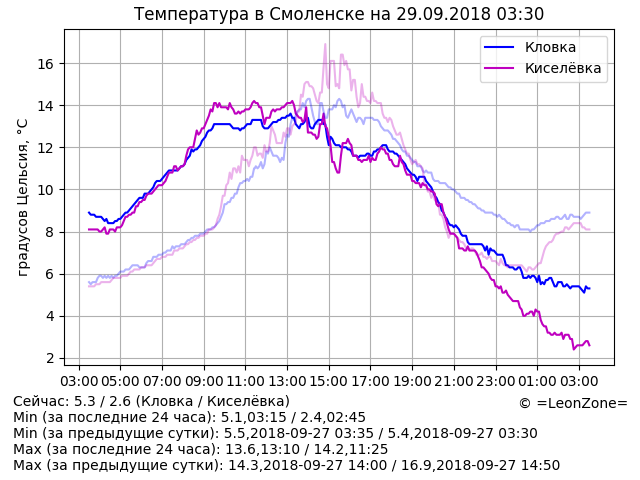 Температура в Смоленске на 29.09.2018 03:30
Кловка
Киселёвка
градусов Цельсия, °C
16
14
12
10
8
6
4
2
03:00 05:00 07:00 09:00 11:00 13:00 15:00 17:00 19:00 21:00 23:00 01:00 03:00
Сейчас: 5.3 / 2.6 (Кловка / Киселёвка)
© =LeonZone=
Min (за последние 24 часа): 5.1,03:15 / 2.4,02:45
Min (за предыдущие сутки): 5.5,2018-09-27 03:35 / 5.4,2018-09-27 03:30
Max (за последние 24 часа): 13.6,13:10 / 14.2,11:25
Max (за предыдущие сутки): 14.3,2018-09-27 14:00 / 16.9,2018-09-27 14:50